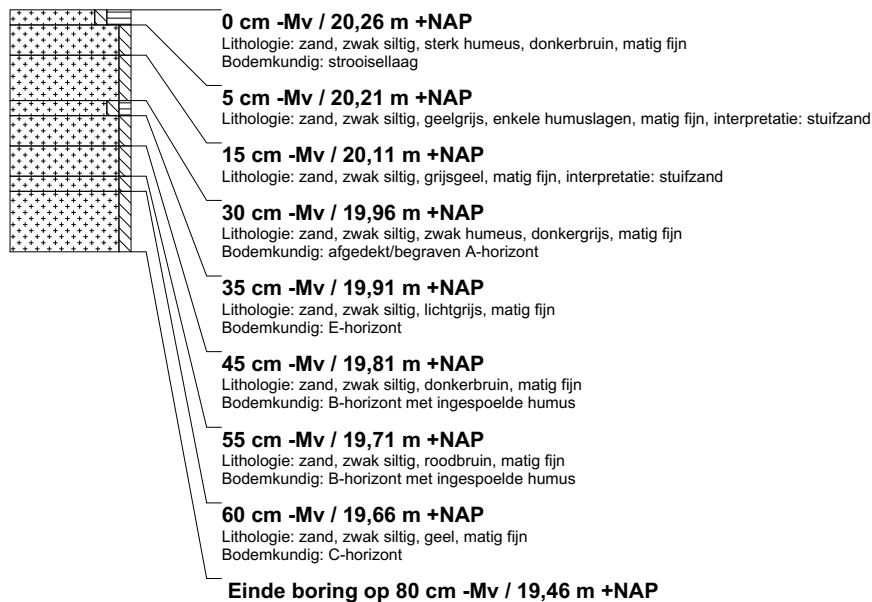 0 cm -Mv / 20,26 m +NAP
Lithologie: zand, zwak siltig, sterk humeus, donkerbruin, matig fijn
Bodemkundig: strooisellaag
5 cm -Mv / 20,21 m +NAP
Lithologie: zand, zwak siltig, geelgrijs, enkele humuslagen, matig fijn, interpretatie: stuifzand
15 cm -Mv / 20,11 m +NAP
Lithologie: zand, zwak siltig, grijsgeel, matig fijn, interpretatie: stuifzand
30 cm -Mv / 19,96 m +NAP
Lithologie: zand, zwak siltig, zwak humeus, donkergrijs, matig fijn
Bodemkundig: afgedekt/begraven A-horizont
35 cm -Mv / 19,91 m +NAP
Lithologie: zand, zwak siltig, lichtgrijs, matig fijn
Bodemkundig: E-horizont
45 cm -Mv / 19,81 m +NAP
Lithologie: zand, zwak siltig, donkerbruin, matig fijn
Bodemkundig: B-horizont met ingespoelde humus
55 cm -Mv / 19,71 m +NAP
Lithologie: zand, zwak siltig, roodbruin, matig fijn
Bodemkundig: B-horizont met ingespoelde humus
60 cm -Mv / 19,66 m +NAP
Lithologie: zand, zwak siltig, geel, matig fijn
Bodemkundig: C-horizont
Einde boring op 80 cm -Mv / 19,46 m +NAP